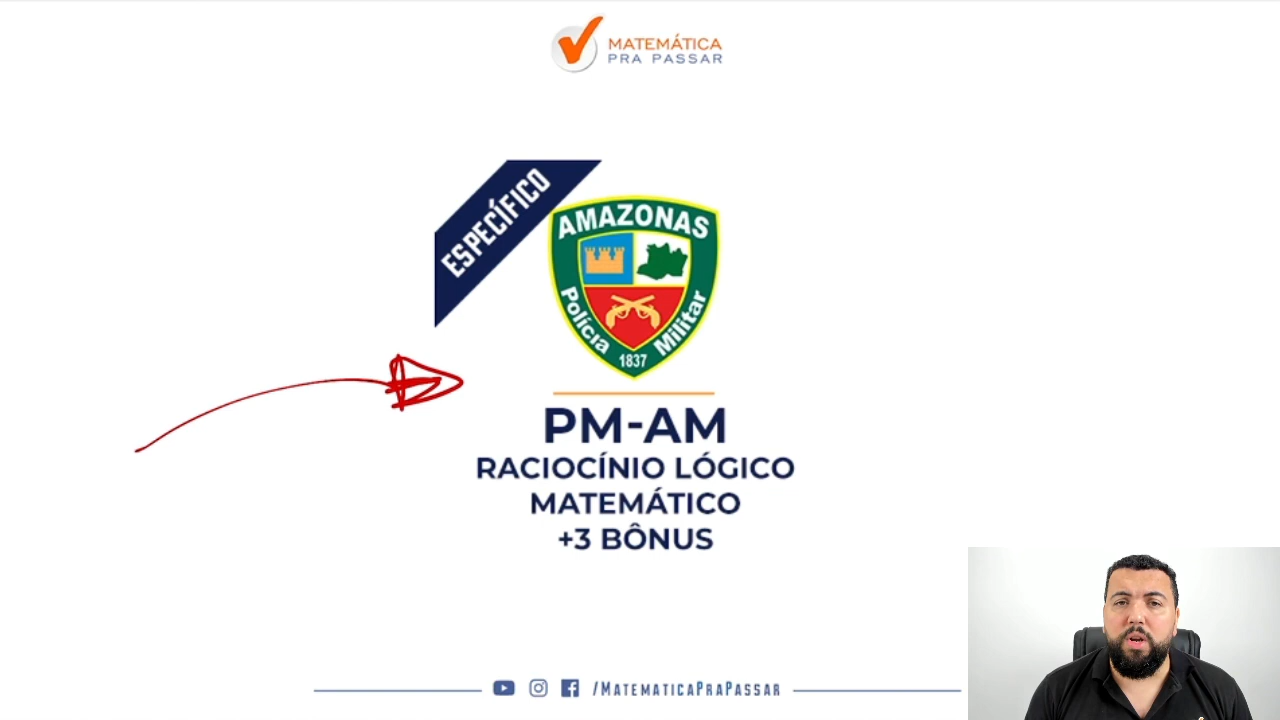 MATEMÁTICA
PRA PASSAR
ESPECÍFICO
AMAZONAS
Polícia Militar
1837
PM-AM
RACIOCÍNIO LÓGICO
MATEMÁTICO
+3 BÔNUS
/MATEMATICAPRAPASSAR